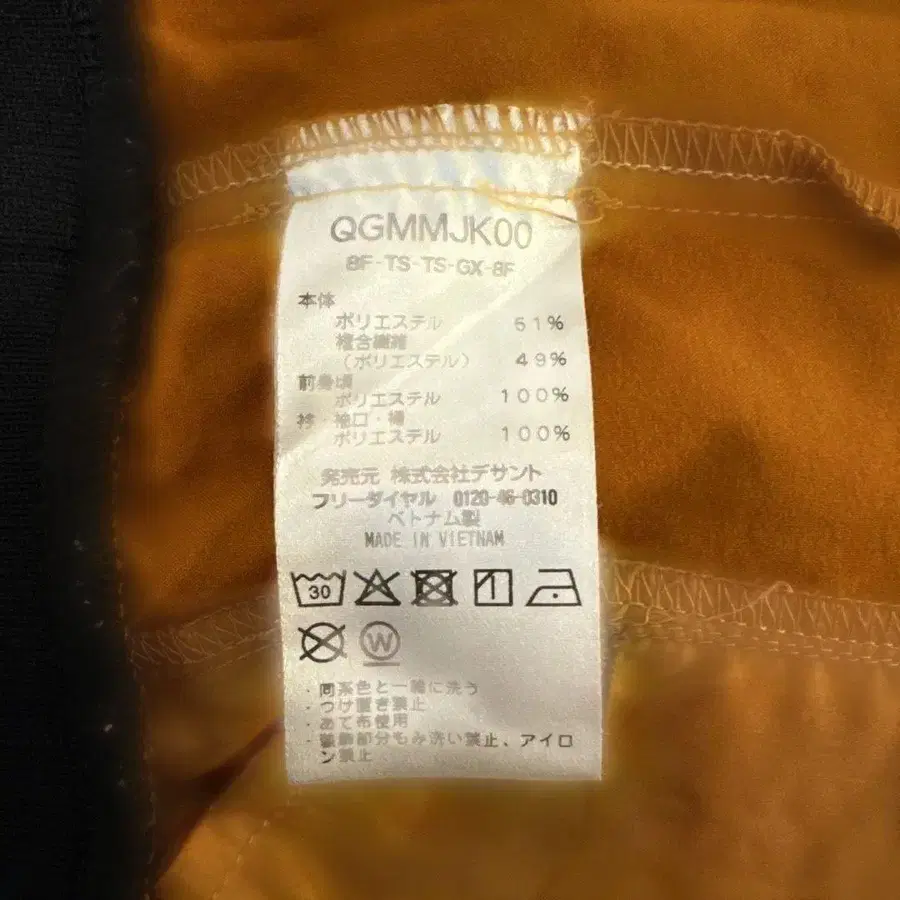 QGMMJK00
8F-TS-TS-GX-8F
本体
ポリエステル 51%
複合繊維
(ポリエステル) 49%
前身頃
ポリエステル 100%
衿・袖口・裾
ポリエステル 100%
発売元 株式会社デサント
フリーダイヤル 0120-46-0310
ベトナム製
MADE IN VIETNAM
30
W
・同系色と一緒に洗う
・つけ置き禁止
・あて布使用
・装飾部分もみ洗い禁止、アイロ
ン禁止